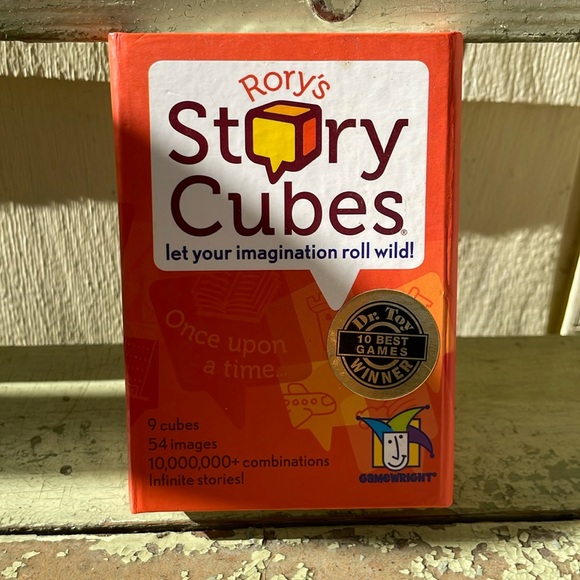 Rory's
Story
Cubes®
let your imagination roll wild!
Once upon
a time...
Dr. Toy
10 BEST
GAMES
WINNER
9 cubes
54 images
10,000,000+ combinations
Infinite stories!
GAMEWRIGHT®